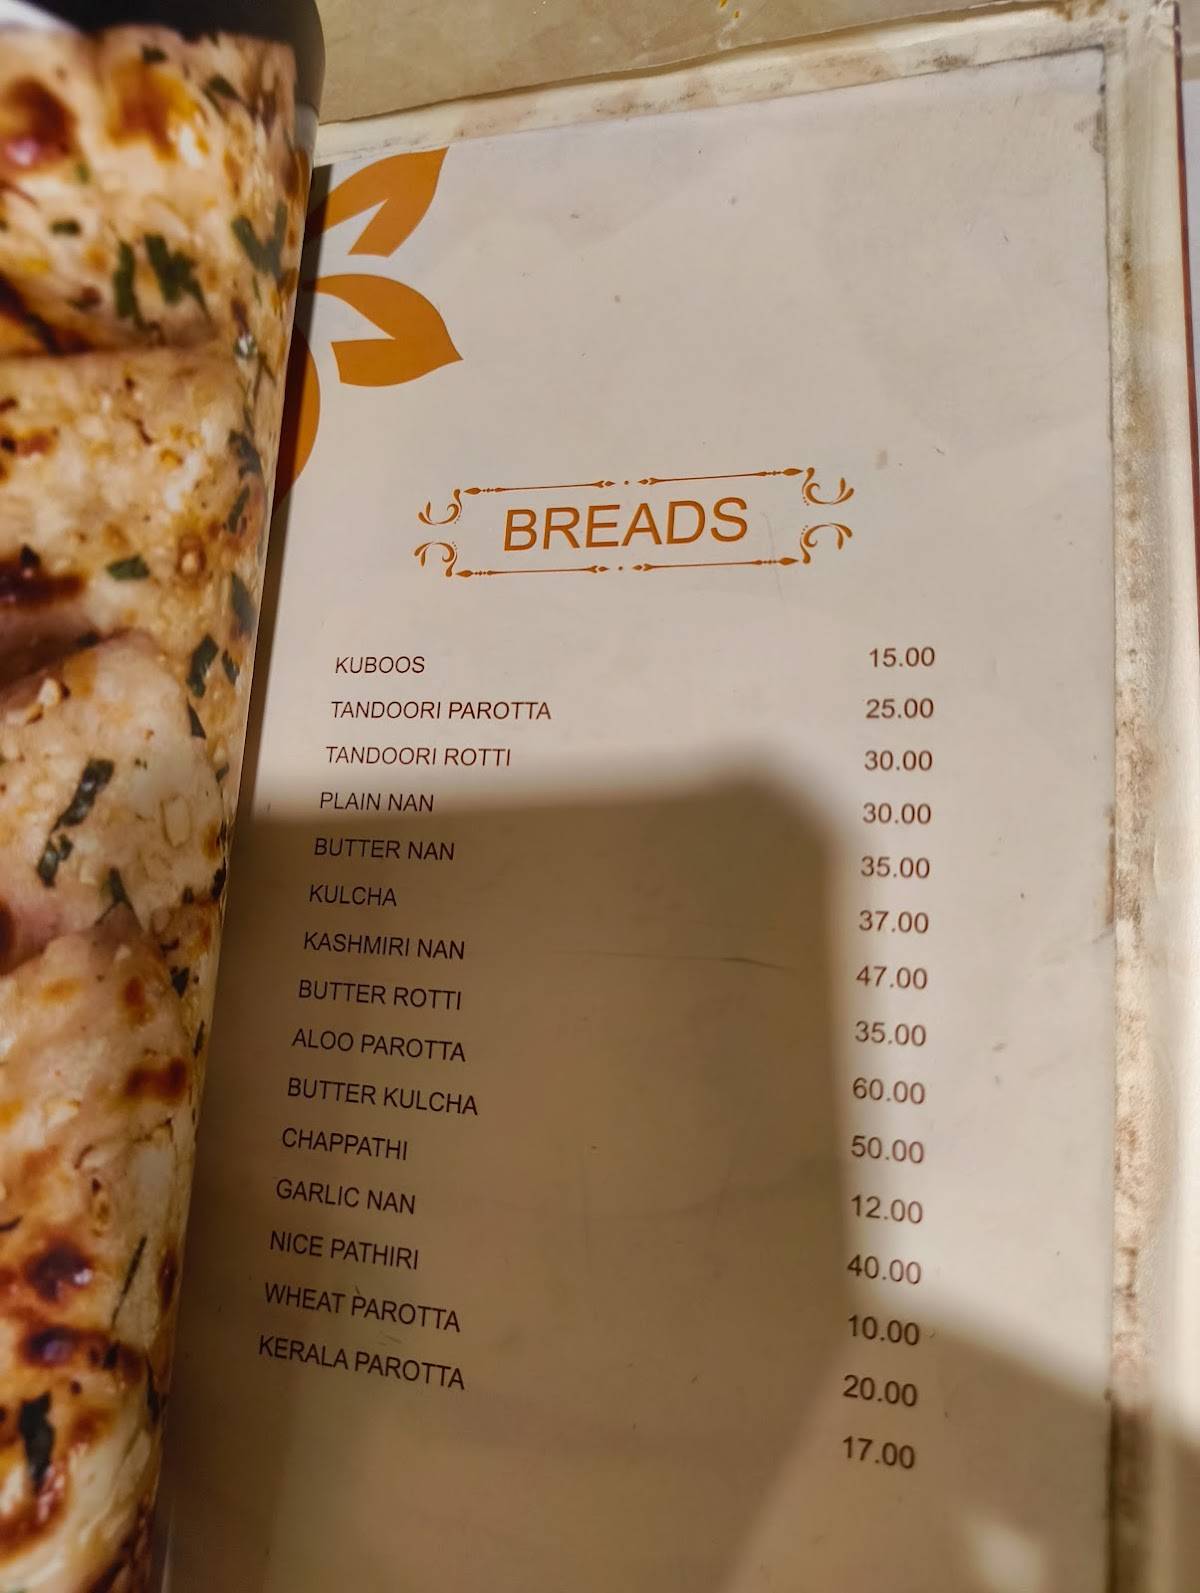 BREADS
KUBOOS 15.00
TANDOORI PAROTTA 25.00
TANDOORI ROTTI 30.00
PLAIN NAN 30.00
BUTTER NAN 35.00
KULCHA 37.00
KASHMIRI NAN 47.00
BUTTER ROTTI 35.00
ALOO PAROTTA 60.00
BUTTER KULCHA 50.00
CHAPPATHI 12.00
GARLIC NAN 40.00
NICE PATHIRI 10.00
WHEAT PAROTTA 20.00
KERALA PAROTTA 17.00